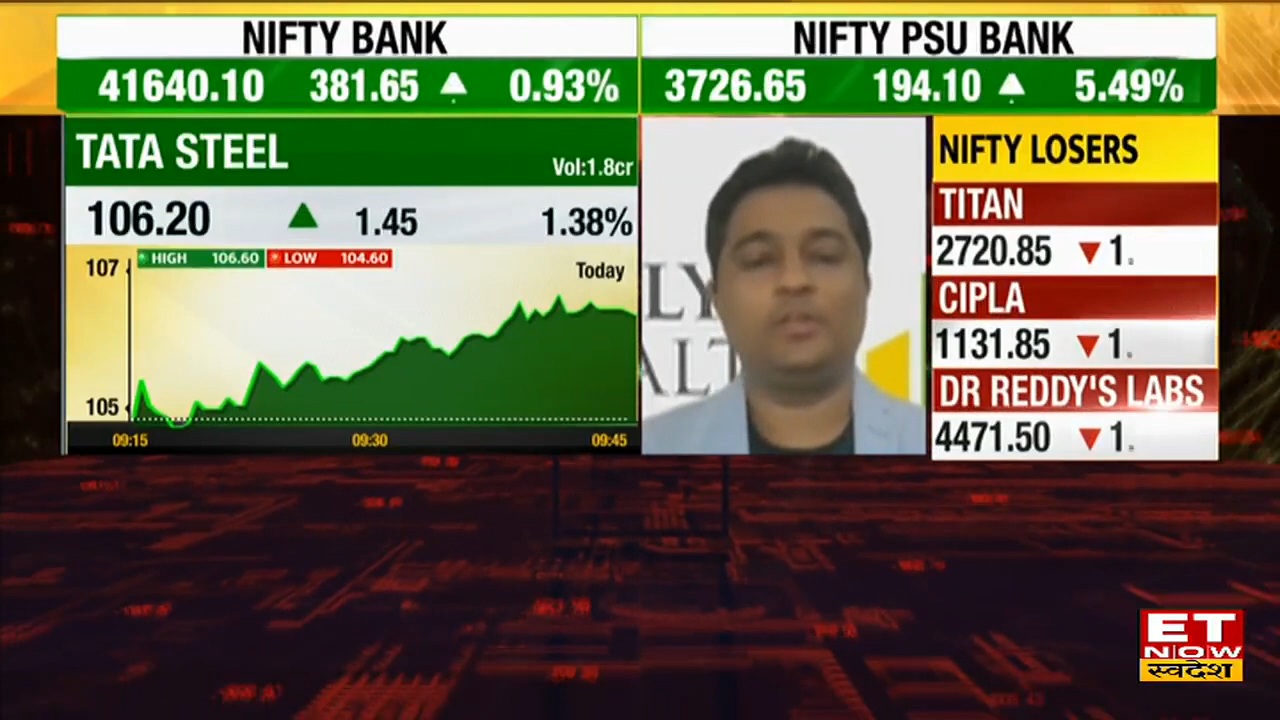 NIFTY BANK
41640.10 381.65 ▲ 0.93%
NIFTY PSU BANK
3726.65 194.10 ▲ 5.49%
TATA STEEL
Vol:1.8cr
106.20 ▲ 1.45 1.38%
HIGH 106.60 LOW 104.60
Today
107
105
09:15 09:30 09:45
LY
ALT
NIFTY LOSERS
TITAN
2720.85 ▼ 1.
CIPLA
1131.85 ▼ 1.
DR REDDY'S LABS
4471.50 ▼ 1.
ET
NOW
स्वदेश